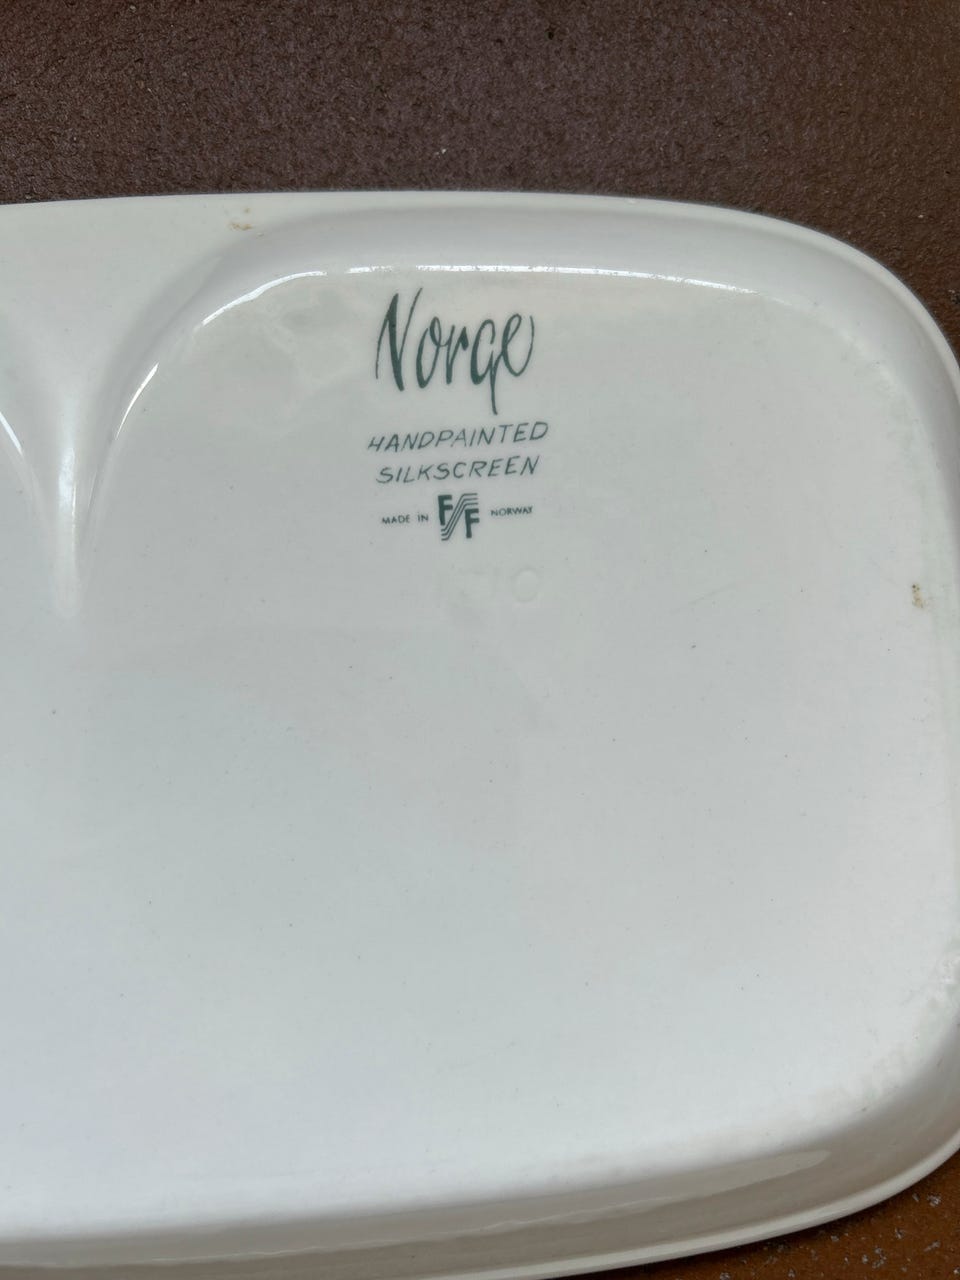 Norge
HANDPAINTED
SILKSCREEN
MADE IN FF NORWAY